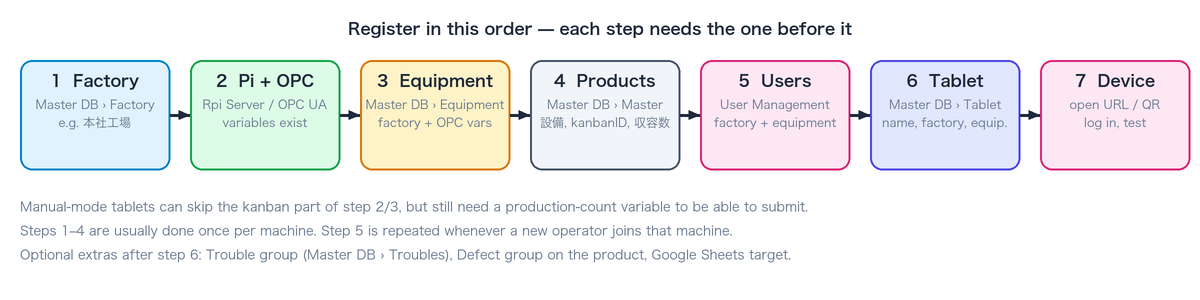 Register in this order — each step needs the one before it
1 Factory
Master DB › Factory
e.g. 本社工場
2 Pi + OPC
Rpi Server / OPC UA
variables exist
3 Equipment
Master DB › Equipment
factory + OPC vars
4 Products
Master DB › Master
設備, kanbanID, 収容数
5 Users
User Management
factory + equipment
6 Tablet
Master DB › Tablet
name, factory, equip.
7 Device
open URL / QR
log in, test
Manual-mode tablets can skip the kanban part of step 2/3, but still need a production-count variable to be able to submit.
Steps 1–4 are usually done once per machine. Step 5 is repeated whenever a new operator joins that machine.
Optional extras after step 6: Trouble group (Master DB › Troubles), Defect group on the product, Google Sheets target.